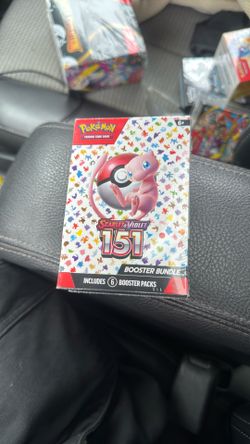 POKéMON
TRADING CARD GAME
SCARLET & VIOLET
151
BOOSTER BUNDLE
INCLUDES 6 BOOSTER PACKS